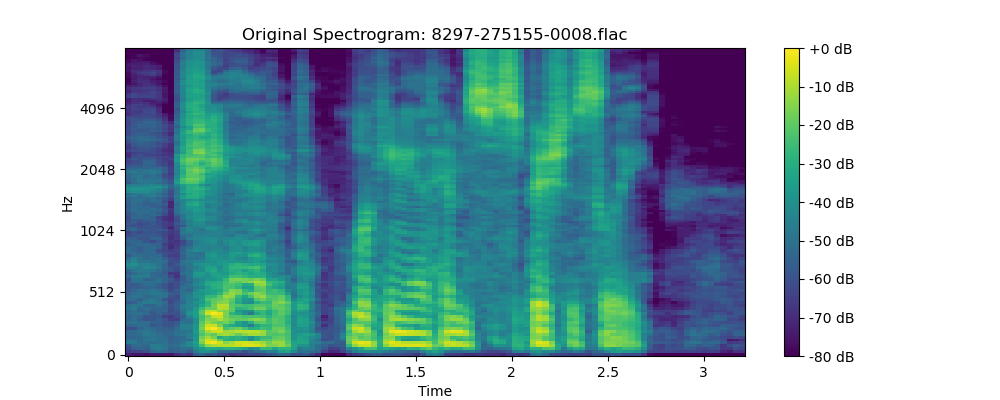 Original Spectrogram: 8297-275155-0008.flac
+0 dB
4096
-10 dB
-20 dB
2048
-30 dB
Hz
1024
-40 dB
-50 dB
512
-60 dB
-70 dB
0
-80 dB
0 0.5 1 1.5 2 2.5 3
Time